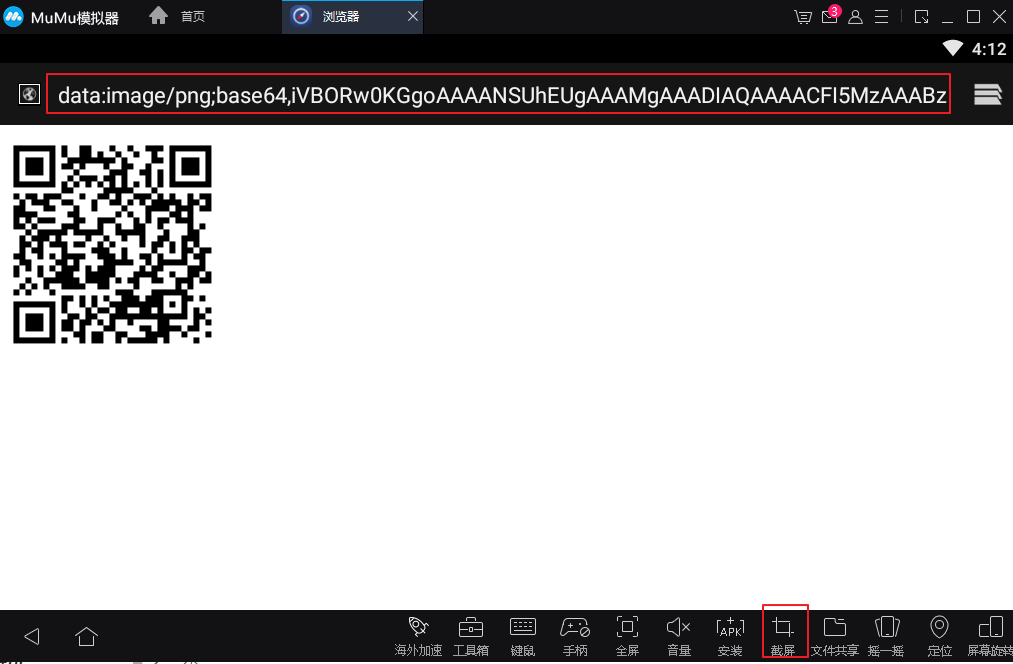 MuMu模拟器 首页 浏览器 3
4:12
data:image/png;base64,iVBORw0KGgoAAAANSUhEUgAAAMgAAADIAQAAAACFI5MzAAABz
海外加速 工具箱 键鼠 手柄 全屏 音量 安装 截屏 文件共享 摇一摇 定位 屏幕旋转
APK